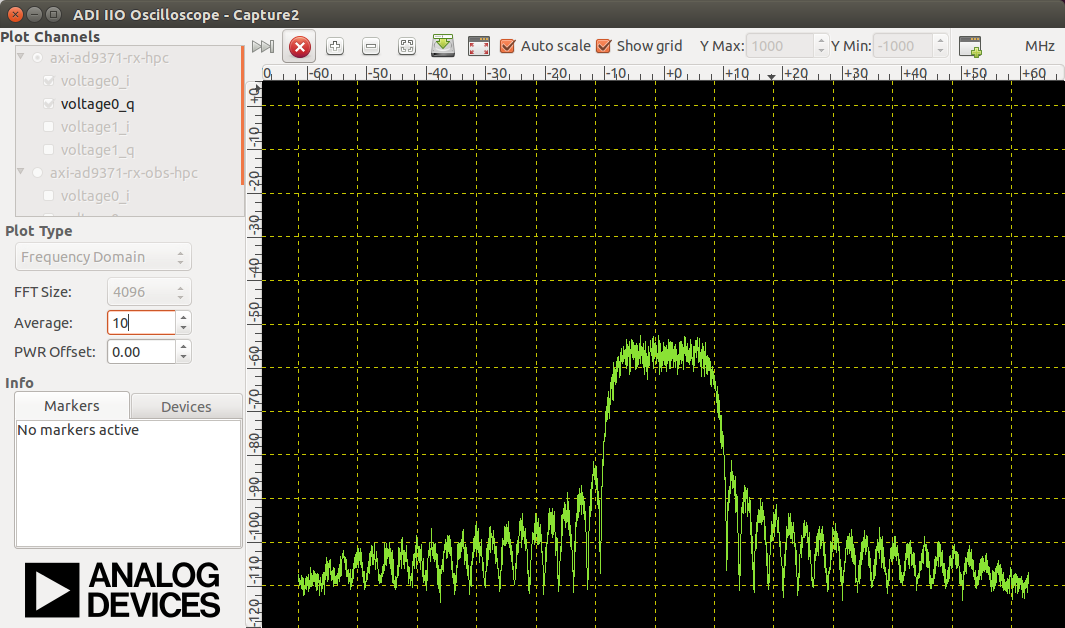 ADI IIO Oscilloscope - Capture2
Plot Channels
axi-ad9371-rx-hpc
voltage0_i
voltage0_q
voltage1_i
voltage1_q
axi-ad9371-rx-obs-hpc
voltage0_i
Plot Type
Frequency Domain
FFT Size: 4096
Average: 10
PWR Offset: 0.00
Info
Markers Devices
No markers active
ANALOG
DEVICES
Auto scale Show grid Y Max: 1000 Y Min: -1000 MHz
0 -60 -50 -40 -30 -20 -10 +0 +10 +20 +30 +40 +50 +60
+0
-10
-20
-30
-40
-50
-60
-70
-80
-90
-100
-110
-120